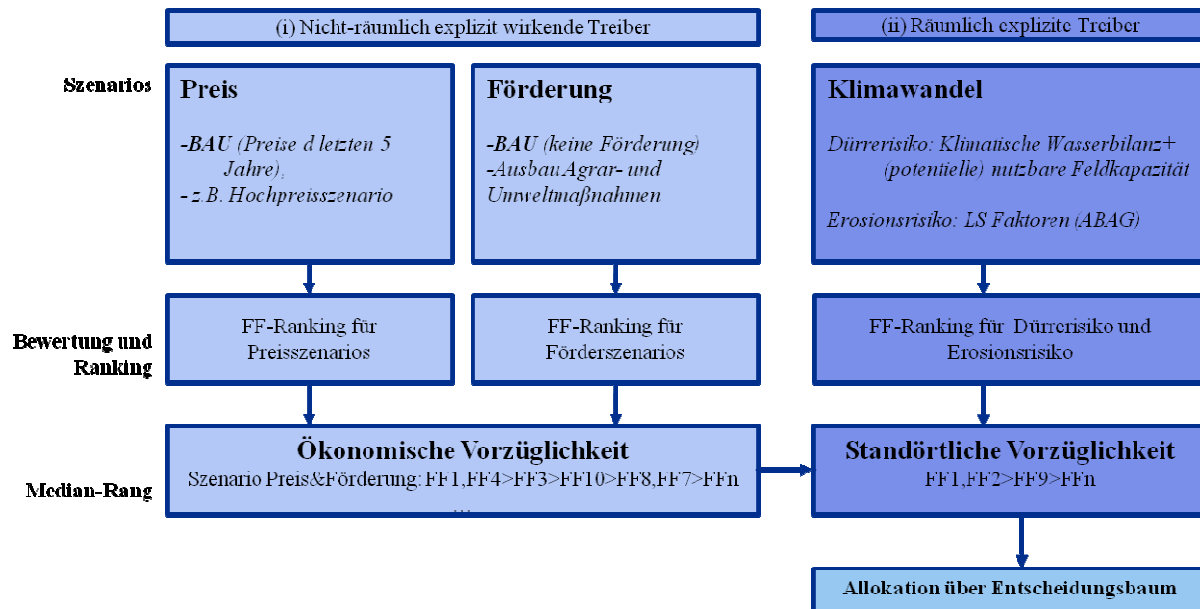 (i) Nicht-räumlich explizit wirkende Treiber
(ii) Räumlich explizite Treiber
Szenarios
Preis
-BAU (Preise d letzten 5
Jahre),
- z.B. Hochpreisszenario
Förderung
-BAU (keine Förderung)
-Ausbau Agrar- und
Umweltmaßnahmen
Klimawandel
Dürrerisiko: Klimatische Wasserbilanz+
(potentielle) nutzbare Feldkapazität
Erosionsrisiko: LS Faktoren (ABAG)
Bewertung und
Ranking
FF-Ranking für
Preisszenarios
FF-Ranking für
Förderszenarios
FF-Ranking für Dürrerisiko und
Erosionsrisiko
Median-Rang
Ökonomische Vorzüglichkeit
Szenario Preis&Förderung: FF1,FF4>FF3>FF10>FF8,FF7>FFn
...
Standörtliche Vorzüglichkeit
FF1,FF2>FF9>FFn
Allokation über Entscheidungsbaum